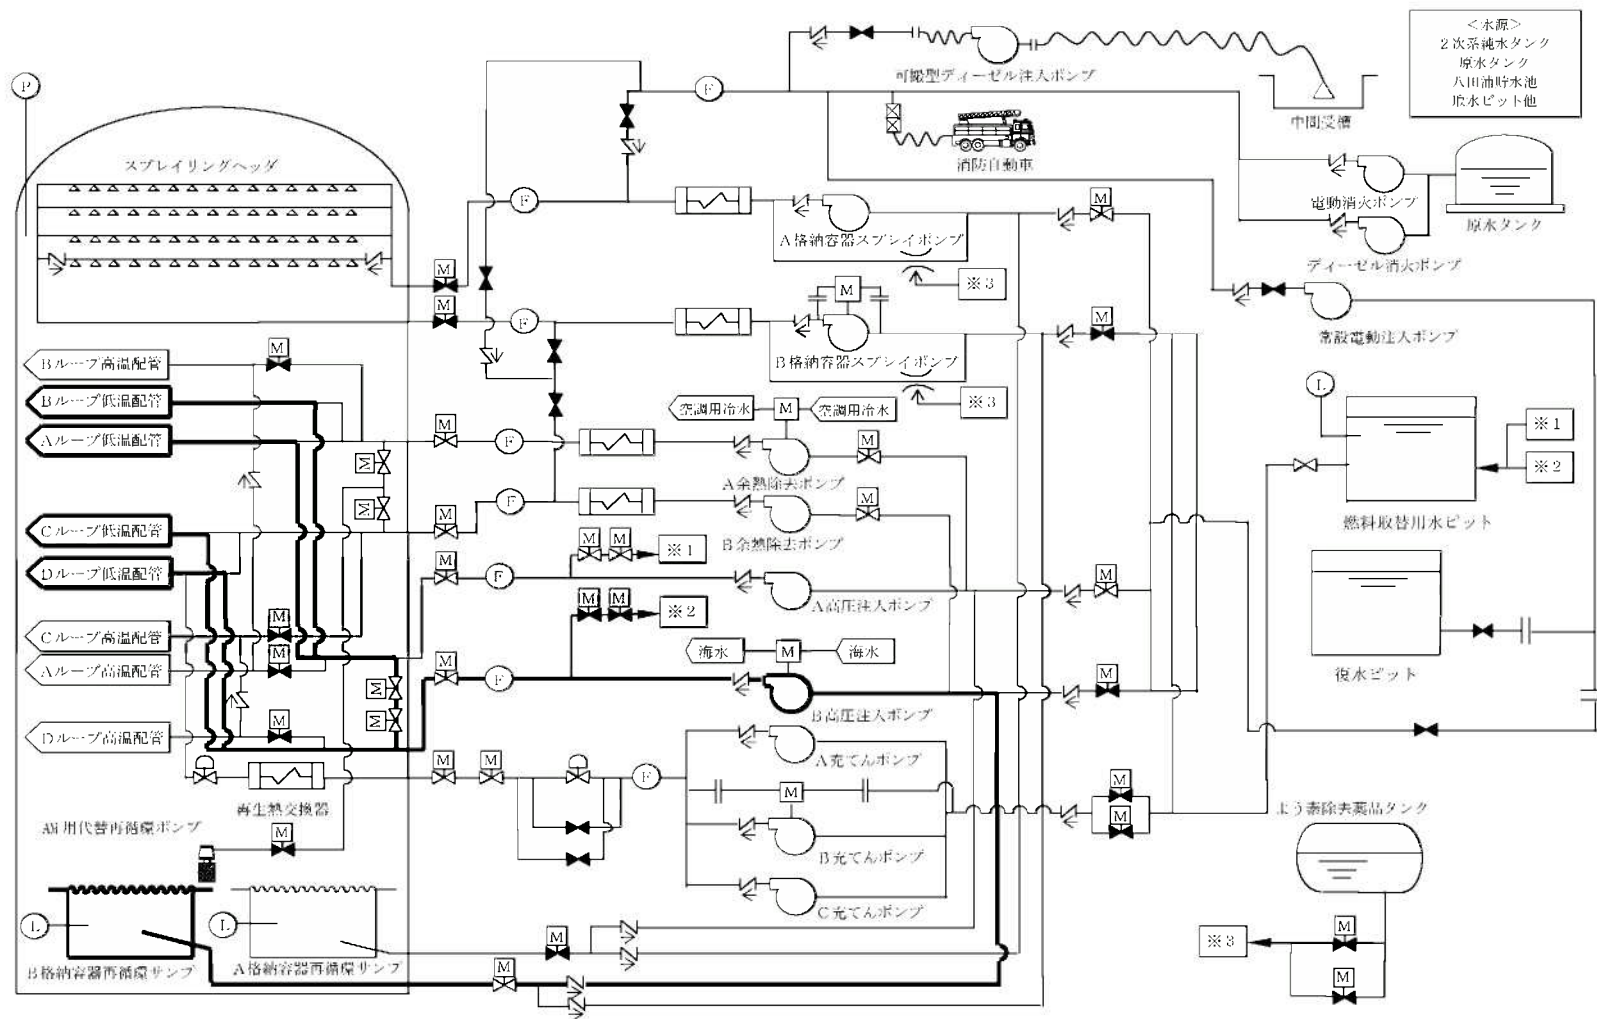 <水源>
2次系純水タンク
原水タンク
八田浦貯水池
取水ピット他
P
可搬型ディーゼル注入ポンプ
中間受槽
F
消防自動車
スプレイリングヘッダ
電動消火ポンプ
原水タンク
ディーゼル消火ポンプ
M
F
A格納容器スプレイポンプ
M
※3
M
F
M
B格納容器スプレイポンプ
M
※3
常設電動注入ポンプ
Bループ高温配管
M
Bループ低温配管
空調用冷水
M
空調用冷水
L
Aループ低温配管
M
F
M
A余熱除去ポンプ
※1
※2
燃料取替用水ピット
M
M
Cループ低温配管
M
F
M
B余熱除去ポンプ
Dループ低温配管
M
F
M
M
※1
A高圧注入ポンプ
M
M
M
※2
Cループ高温配管
M
Aループ高温配管
M
海水
M
海水
復水ピット
M
M
M
F
B高圧注入ポンプ
M
Dループ高温配管
M
A充てんポンプ
再生熱交換器
M
M
F
M
B充てんポンプ
M
M
よう素除去薬品タンク
AM用代替再循環ポンプ
M
C充てんポンプ
L
L
M
B格納容器再循環サンプ
A格納容器再循環サンプ
M
※3
M
M